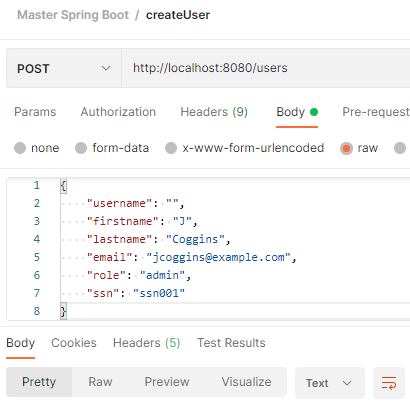 Master Spring Boot / createUser
POST http://localhost:8080/users
Params Authorization Headers (9) Body Pre-request
none form-data x-www-form-urlencoded raw
1 {
2 "username": "",
3 "firstname": "J",
4 "lastname": "Coggins",
5 "email": "jcoggins@example.com",
6 "role": "admin",
7 "ssn": "ssn001"
8 }
Body Cookies Headers (5) Test Results
Pretty Raw Preview Visualize Text